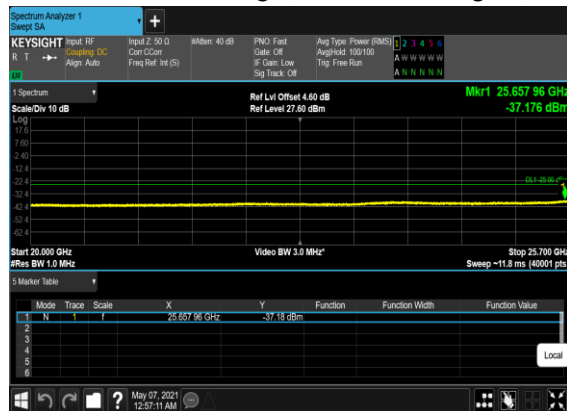 Spectrum Analyzer 1
Swept SA
+
KEYSIGHT Input: RF Input Z: 50 Ω #Atten: 40 dB PNO: Fast Avg Type: Power (RMS) 1 2 3 4 5 6
R T Coupling: DC Corr CCorr Gate: Off Avg|Hold: 100/100 A W W W W W
Align: Auto Freq Ref: Int (S) IF Gain: Low Trig: Free Run
LXI Sig Track: Off A N N N N N
1 Spectrum Ref Lvl Offset 4.60 dB Mkr1 25.657 96 GHz
Scale/Div 10 dB Ref Level 27.60 dBm -37.176 dBm
Log
17.6
7.60
-2.40
-12.4
-22.4 DL1 -25.00 dBm
-32.4
-42.4
-52.4
-62.4
Start 20.000 GHz Video BW 3.0 MHz* Stop 25.700 GHz
#Res BW 1.0 MHz Sweep ~11.8 ms (40001 pts)
5 Marker Table
Mode Trace Scale X Y Function Function Width Function Value
1 N 1 f 25.657 96 GHz -37.18 dBm
2
3
4
5
6
Local
? May 07, 2021
12:57:11 AM